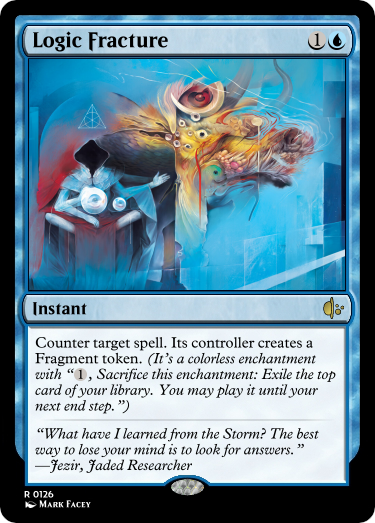 Logic Fracture 1
Instant
Counter target spell. Its controller creates a
Fragment token. (It's a colorless enchantment
with “1, Sacrifice this enchantment: Exile the top
card of your library. You may play it until your
next end step.”)
“What have I learned from the Storm? The best
way to lose your mind is to look for answers.”
—Jezir, Jaded Researcher
R 0126
Mark Facey